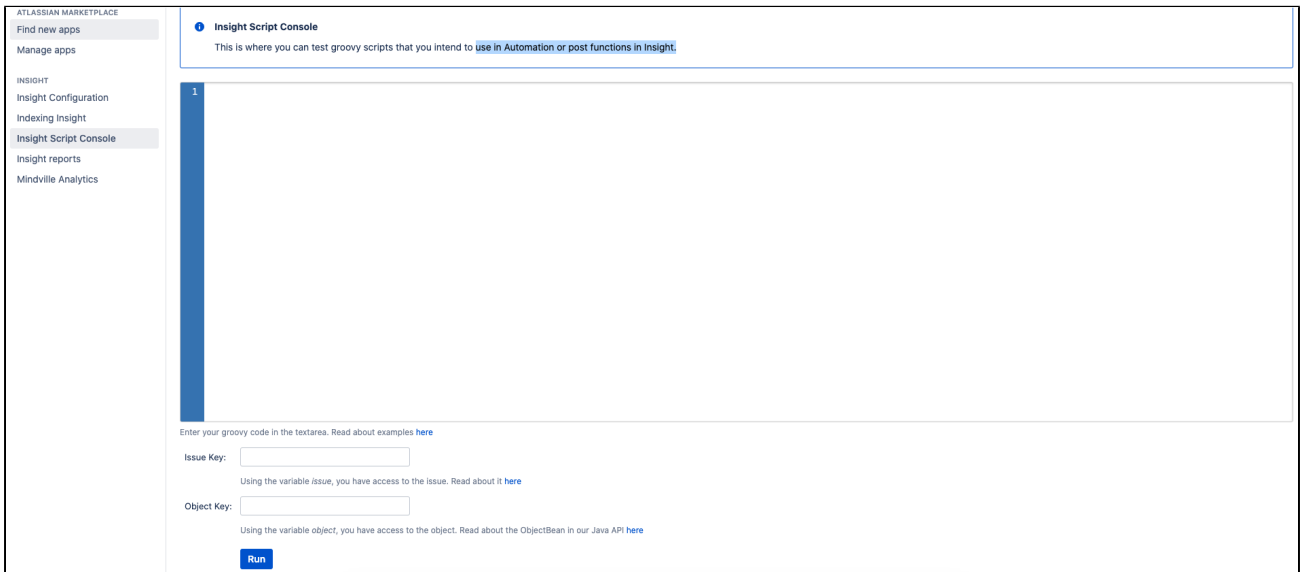 ATLASSIAN MARKETPLACE
Find new apps
Manage apps
INSIGHT
Insight Configuration
Indexing Insight
Insight Script Console
Insight reports
Mindville Analytics
Insight Script Console
This is where you can test groovy scripts that you intend to use in Automation or post functions in Insight.
1
Enter your groovy code in the textarea. Read about examples here
Issue Key:
Using the variable issue, you have access to the issue. Read about it here
Object Key:
Using the variable object, you have access to the object. Read about the ObjectBean in our Java API here
Run